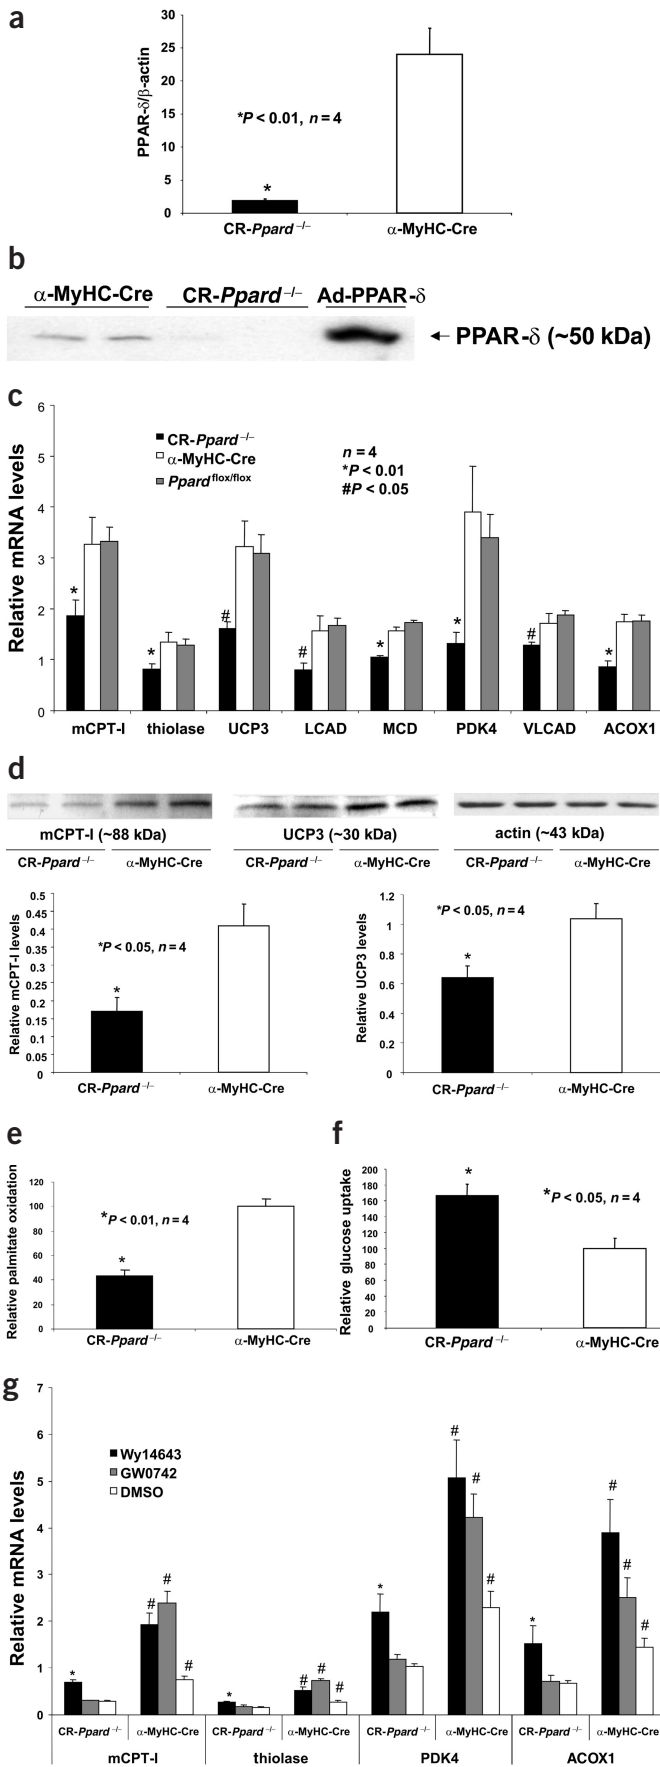 a
PPAR-δ/β-actin
30
25
20
15
10
5
0
*P < 0.01, n = 4
*
CR-Ppard –/–
α-MyHC-Cre
b
α-MyHC-Cre CR-Ppard –/– Ad-PPAR-δ
← PPAR-δ (~50 kDa)
c
Relative mRNA levels
6
5
4
3
2
1
0
CR-Ppard –/–
α-MyHC-Cre
Ppard flox/flox
n = 4
*P < 0.01
#P < 0.05
* * # # * * # *
mCPT-I thiolase UCP3 LCAD MCD PDK4 VLCAD ACOX1
d
mCPT-I (~88 kDa) UCP3 (~30 kDa) actin (~43 kDa)
CR-Ppard –/– α-MyHC-Cre CR-Ppard –/– α-MyHC-Cre CR-Ppard –/– α-MyHC-Cre
Relative mCPT-I levels
0.5
0.45
0.4
0.35
0.3
0.25
0.2
0.15
0.1
0.05
0
*P < 0.05, n = 4
*
CR-Ppard –/– α-MyHC-Cre
Relative UCP3 levels
1.2
1
0.8
0.6
0.4
0.2
0
*P < 0.05, n = 4
*
CR-Ppard –/– α-MyHC-Cre
e
Relative palmitate oxidation
120
100
80
60
40
20
0
*P < 0.01, n = 4
*
CR-Ppard –/– α-MyHC-Cre
f
Relative glucose uptake
200
180
160
140
120
100
80
60
40
20
0
*
*P < 0.05, n = 4
CR-Ppard –/– α-MyHC-Cre
g
Relative mRNA levels
7
6
5
4
3
2
1
0
Wy14643
GW0742
DMSO
* # # # * # # # * # # # * # # #
CR-Ppard –/– α-MyHC-Cre CR-Ppard –/– α-MyHC-Cre CR-Ppard –/– α-MyHC-Cre CR-Ppard –/– α-MyHC-Cre
mCPT-I thiolase PDK4 ACOX1